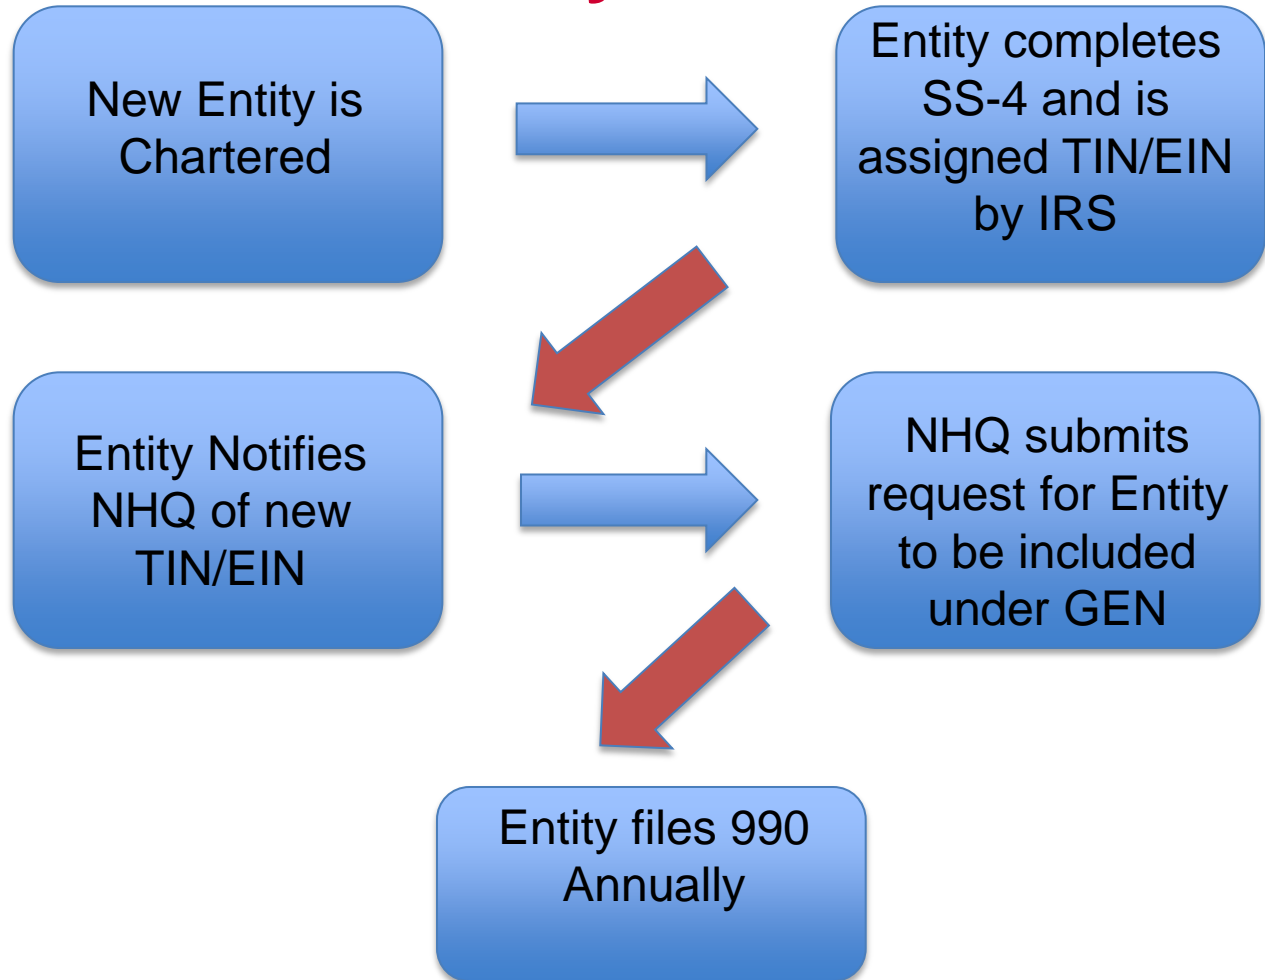 New Entity is
Chartered
Entity completes
SS-4 and is
assigned TIN/EIN
by IRS
Entity Notifies
NHQ of new
TIN/EIN
NHQ submits
request for Entity
to be included
under GEN
Entity files 990
Annually